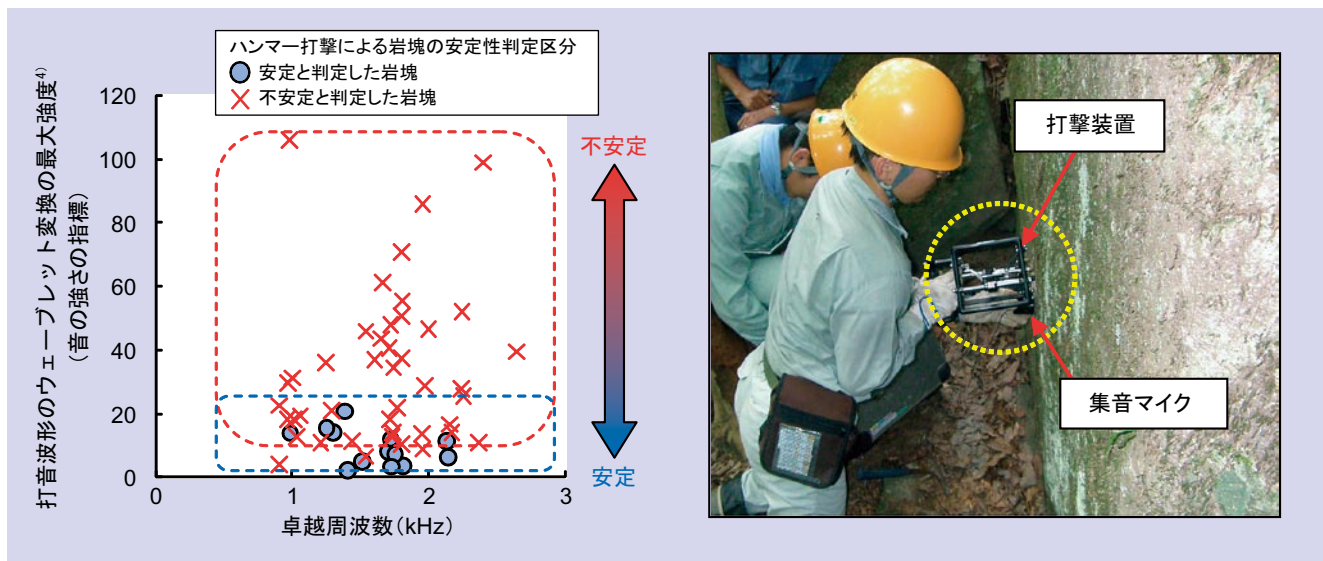 ハンマー打撃による岩塊の安定性判定区分
安定と判定した岩塊
不安定と判定した岩塊
打音波形のウェーブレット変換の最大強度4)
(音の強さの指標)
120
100
80
60
40
20
0
0
1
2
3
卓越周波数(kHz)
不安定
安定
打撃装置
集音マイク